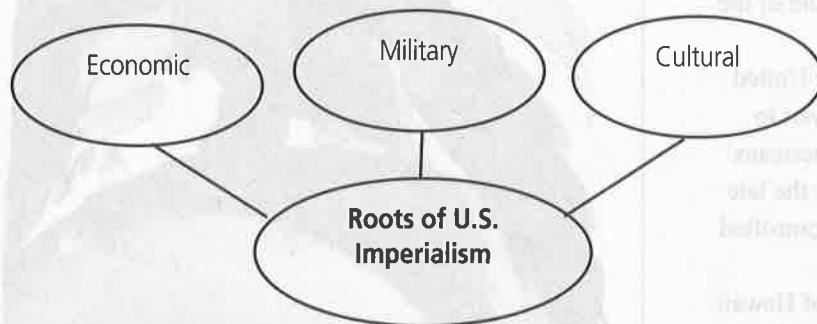 Economic
Military
Cultural
Roots of U.S.
Imperialism